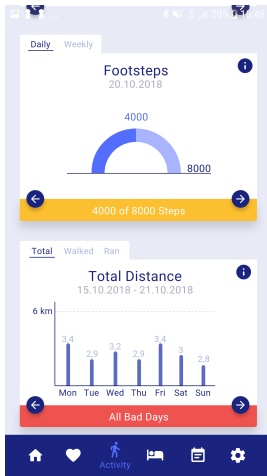 20%
Daily Weekly
Footsteps
20.10.2018
4000
8000
4000 of 8000 Steps
Total Walked Ran
Total Distance
15.10.2018 - 21.10.2018
6 km
3,4 2,9 3,2 2,9 3,4 3 2,8
Mon Tue Wed Thu Fri Sat Sun
All Bad Days
Activity